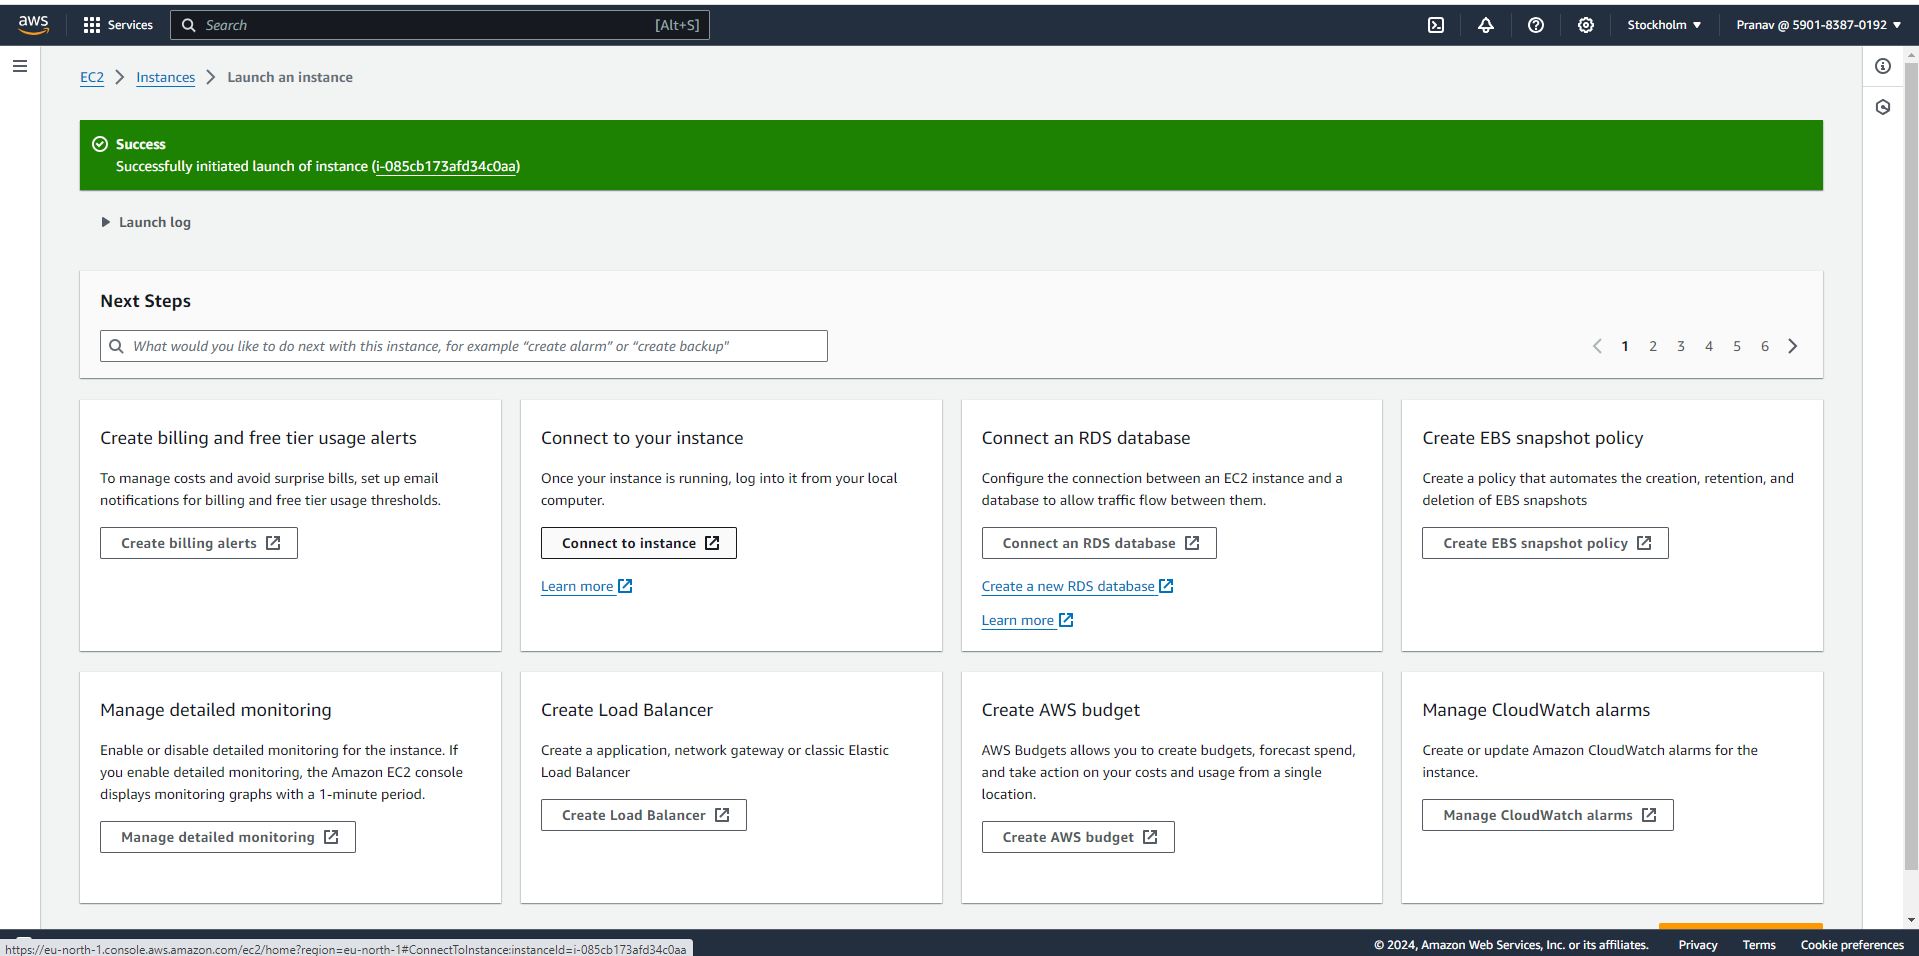 aws
Services
Search [Alt+S]
Stockholm
Pranav @ 5901-8387-0192
EC2
Instances
Launch an instance
Success
Successfully initiated launch of instance (i-085cb173afd34c0aa)
Launch log
Next Steps
What would you like to do next with this instance, for example “create alarm” or “create backup”
1 2 3 4 5 6
Create billing and free tier usage alerts
To manage costs and avoid surprise bills, set up email
notifications for billing and free tier usage thresholds.
Create billing alerts
Connect to your instance
Once your instance is running, log into it from your local
computer.
Connect to instance
Learn more
Connect an RDS database
Configure the connection between an EC2 instance and a
database to allow traffic flow between them.
Connect an RDS database
Create a new RDS database
Learn more
Create EBS snapshot policy
Create a policy that automates the creation, retention, and
deletion of EBS snapshots
Create EBS snapshot policy
Manage detailed monitoring
Enable or disable detailed monitoring for the instance. If
you enable detailed monitoring, the Amazon EC2 console
displays monitoring graphs with a 1-minute period.
Manage detailed monitoring
Create Load Balancer
Create a application, network gateway or classic Elastic
Load Balancer
Create Load Balancer
Create AWS budget
AWS Budgets allows you to create budgets, forecast spend,
and take action on your costs and usage from a single
location.
Create AWS budget
Manage CloudWatch alarms
Create or update Amazon CloudWatch alarms for the
instance.
Manage CloudWatch alarms
https://eu-north-1.console.aws.amazon.com/ec2/home?region=eu-north-1#ConnectToInstance:instanceId=i-085cb173afd34c0aa
© 2024, Amazon Web Services, Inc. or its affiliates.
Privacy
Terms
Cookie preferences